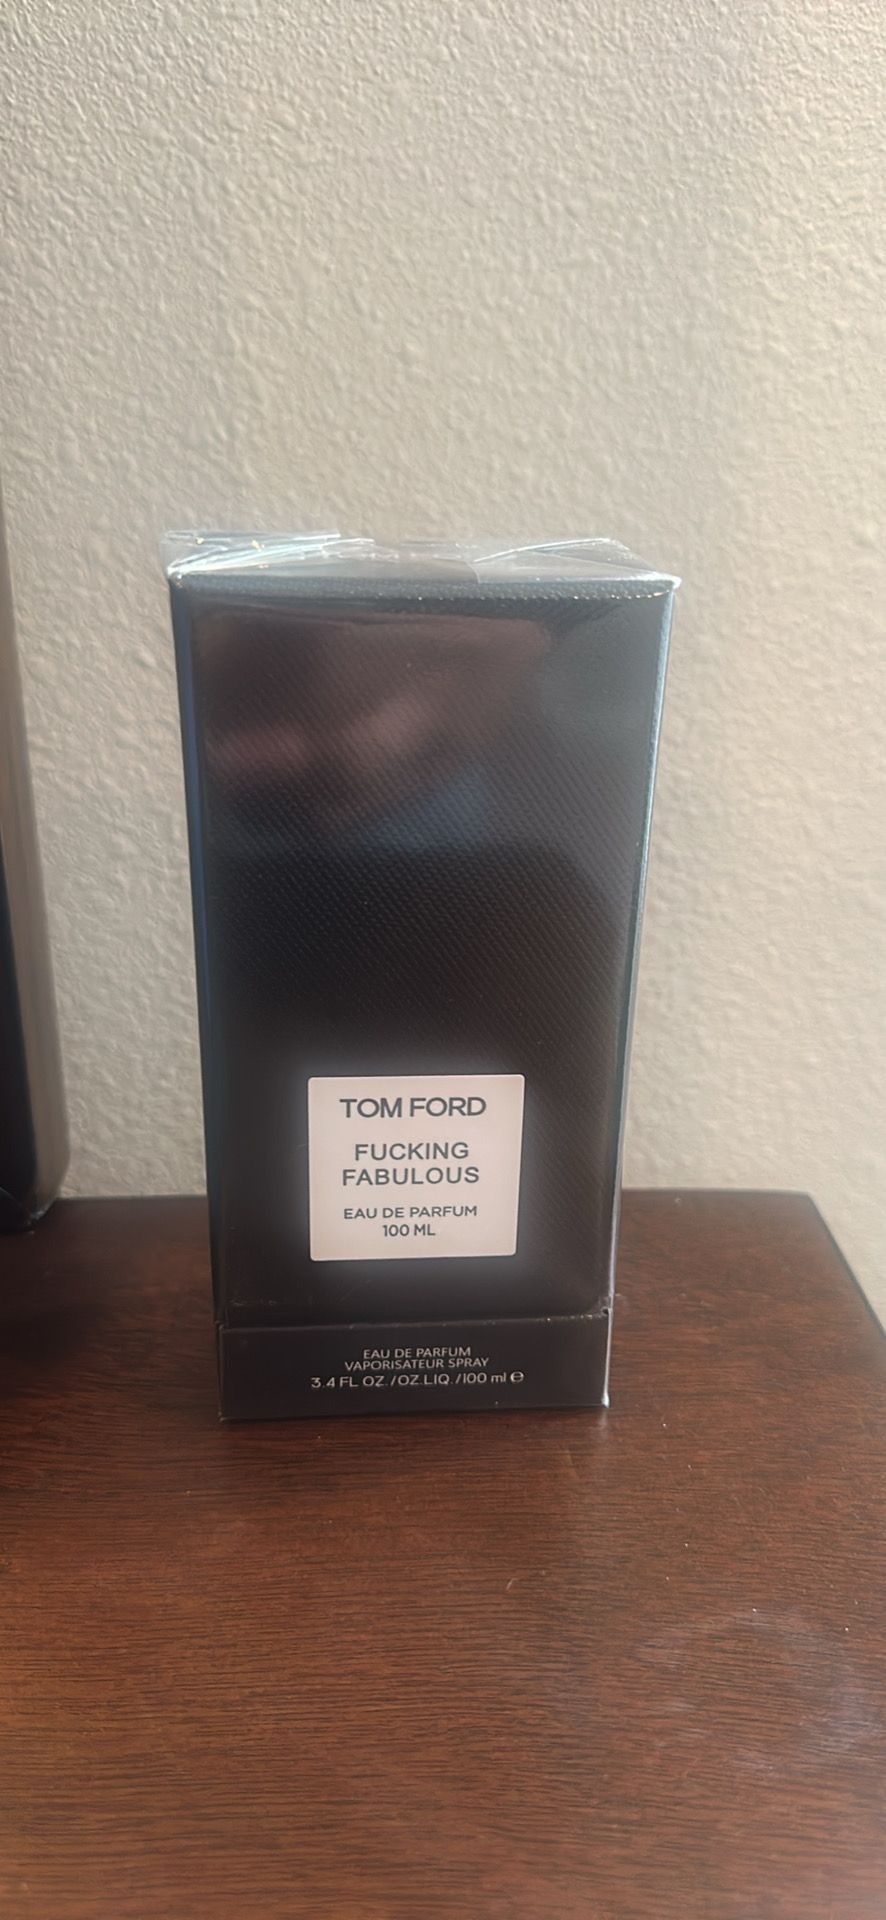 TOM FORD
FUCKING
FABULOUS
EAU DE PARFUM
100 ML
EAU DE PARFUM
VAPORISATEUR SPRAY
3.4 FL OZ./OZ.LIQ./100 ml ℮